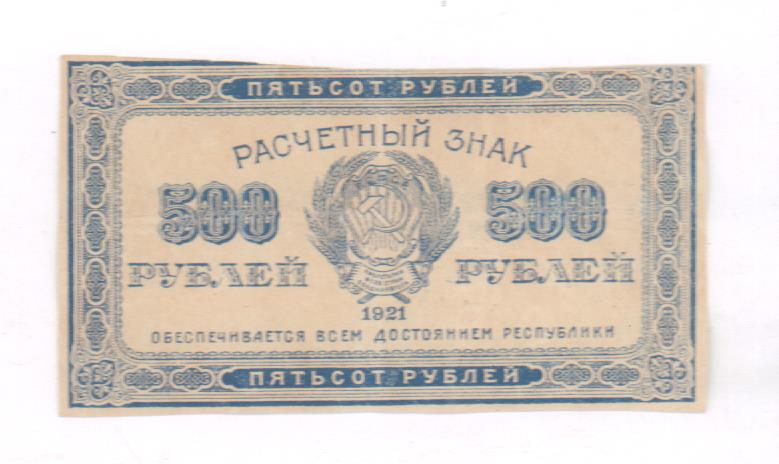 ПЯТЬСОТ РУБЛЕЙ
РАСЧЕТНЫЙ ЗНАК
500 500
РУБЛЕЙ РУБЛЕЙ
1921
ОБЕСПЕЧИВАЕТСЯ ВСЕМ ДОСТОЯНИЕМ РЕСПУБЛИКИ
ПЯТЬСОТ РУБЛЕЙ